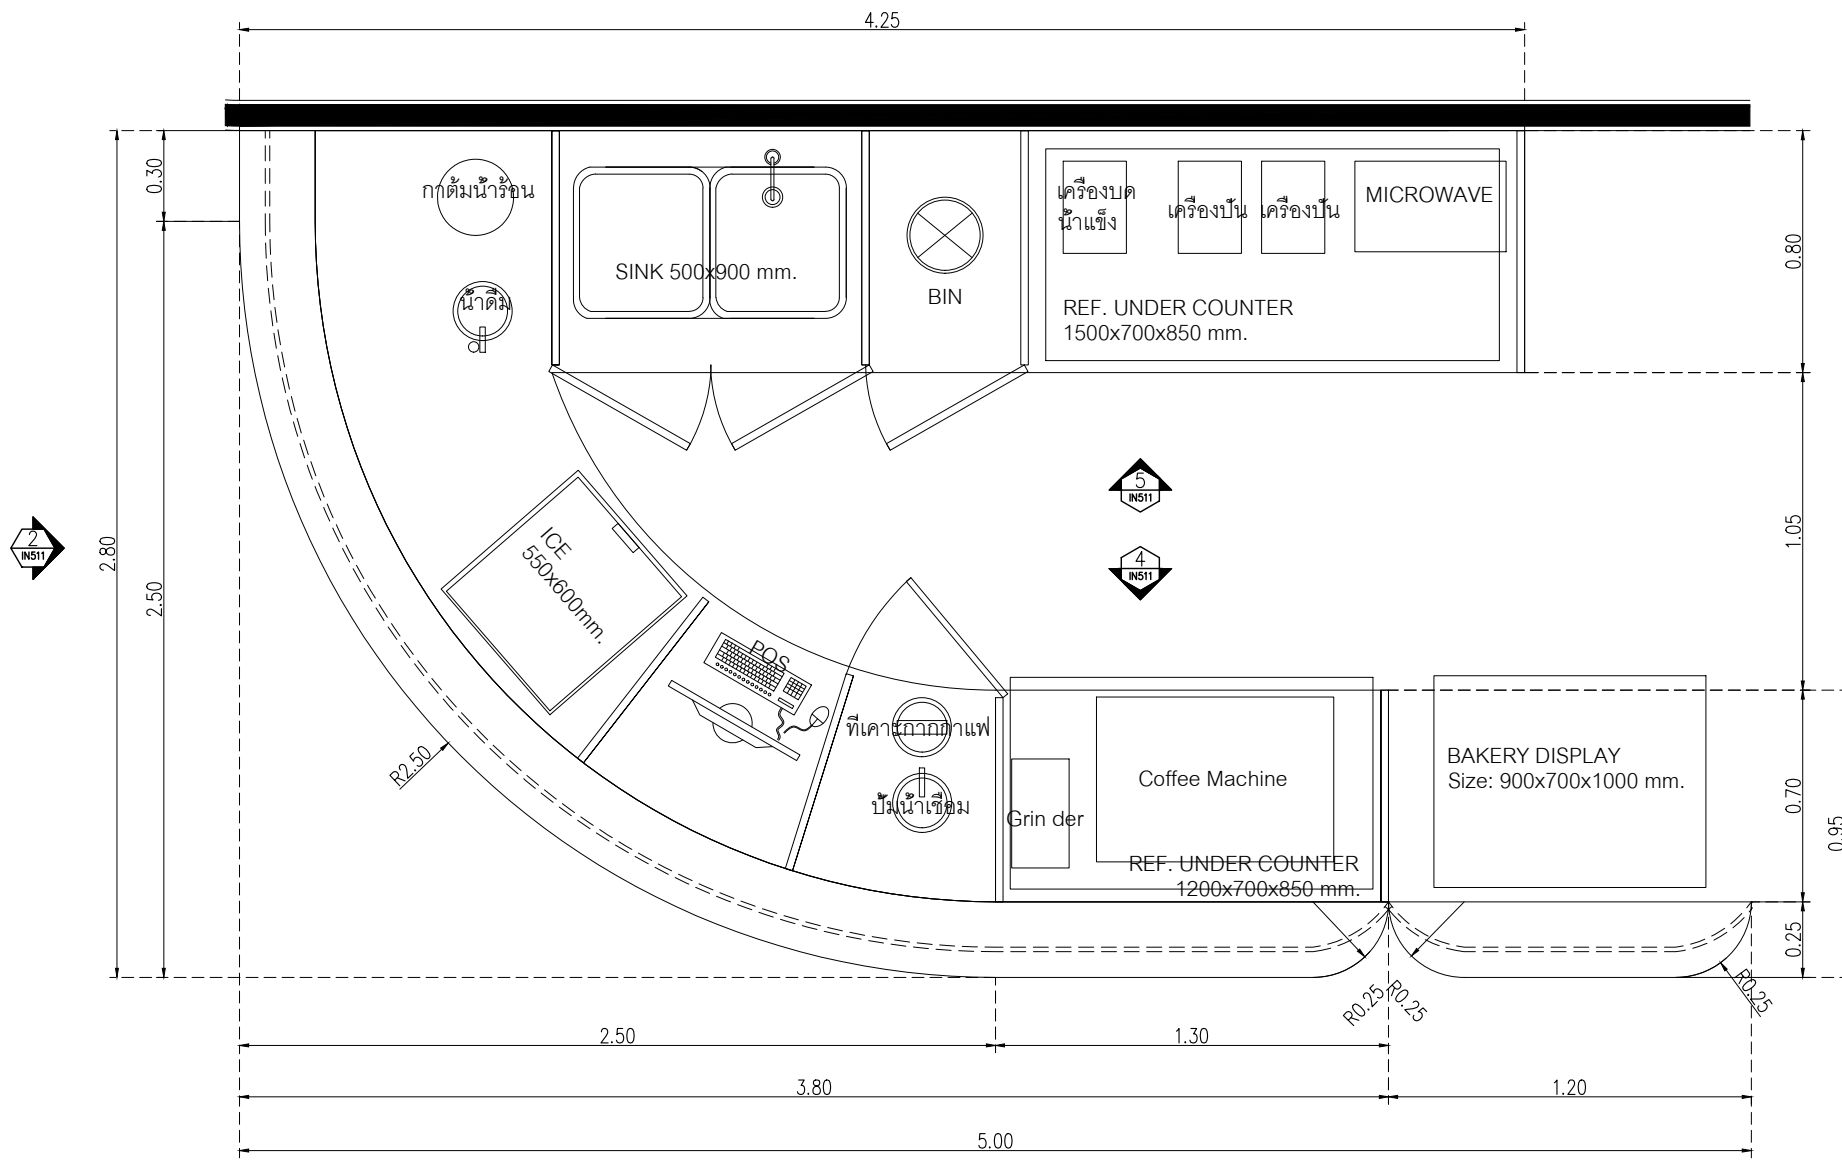 4.25
0.30
กาต้มน้ำร้อน
เครื่องบด
น้ำแข็ง
เครื่องปั่น
เครื่องปั่น
MICROWAVE
0.80
SINK 500x900 mm.
BIN
น้ำดื่ม
REF. UNDER COUNTER
1500x700x850 mm.
5
IN511
2
IN511
2.80
2.50
ICE
550x600mm.
4
IN511
1.05
POS
R2.50
ที่เคาะกากกาแฟ
ปั๊มน้ำเชื่อม
Grin der
Coffee Machine
REF. UNDER COUNTER
1200x700x850 mm.
BAKERY DISPLAY
Size: 900x700x1000 mm.
0.70
0.95
0.25
R0.25
R0.25
R0.25
2.50
1.30
3.80
1.20
5.00